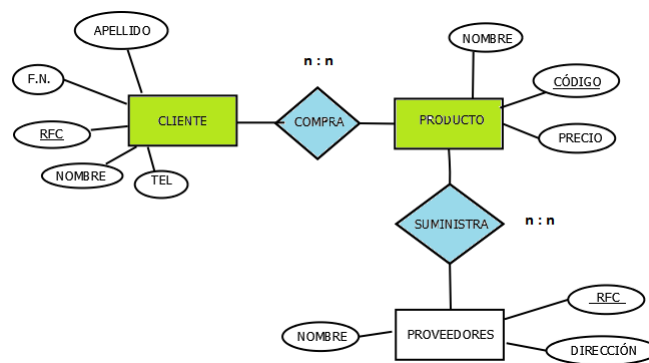 APELLIDO
NOMBRE
n : n
F.N.
CÓDIGO
CLIENTE
COMPRA
PRODUCTO
RFC
PRECIO
NOMBRE
TEL
SUMINISTRA
n : n
RFC
NOMBRE
PROVEEDORES
DIRECCIÓN